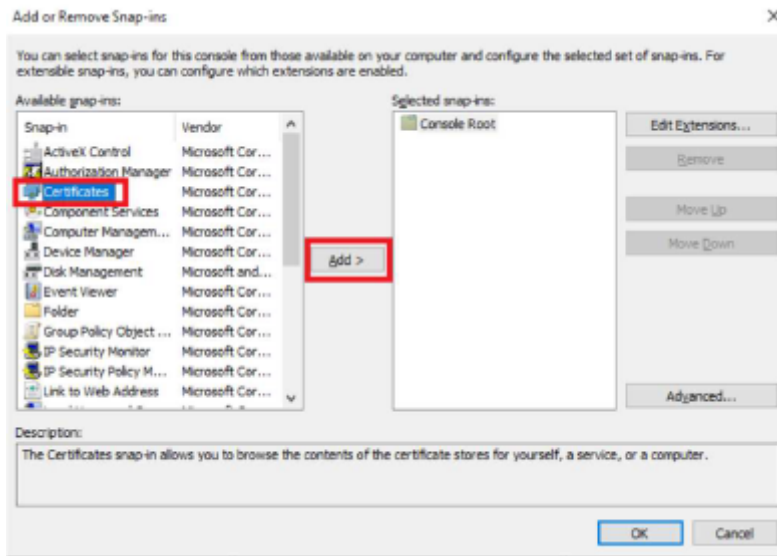 Add or Remove Snap-ins
You can select snap-ins for this console from those available on your computer and configure the selected set of snap-ins. For
extensible snap-ins, you can configure which extensions are enabled.
Available snap-ins:
Selected snap-ins:
Snap-in Vendor
ActiveX Control Microsoft Cor...
Authorization Manager Microsoft Cor...
Certificates Microsoft Cor...
Component Services Microsoft Cor...
Computer Managem... Microsoft Cor...
Device Manager Microsoft Cor...
Disk Management Microsoft and...
Event Viewer Microsoft Cor...
Folder Microsoft Cor...
Group Policy Object ... Microsoft Cor...
IP Security Monitor Microsoft Cor...
IP Security Policy M... Microsoft Cor...
Link to Web Address Microsoft Cor...
Add >
Console Root
Edit Extensions...
Remove
Move Up
Move Down
Advanced...
Description:
The Certificates snap-in allows you to browse the contents of the certificate stores for yourself, a service, or a computer.
OK Cancel